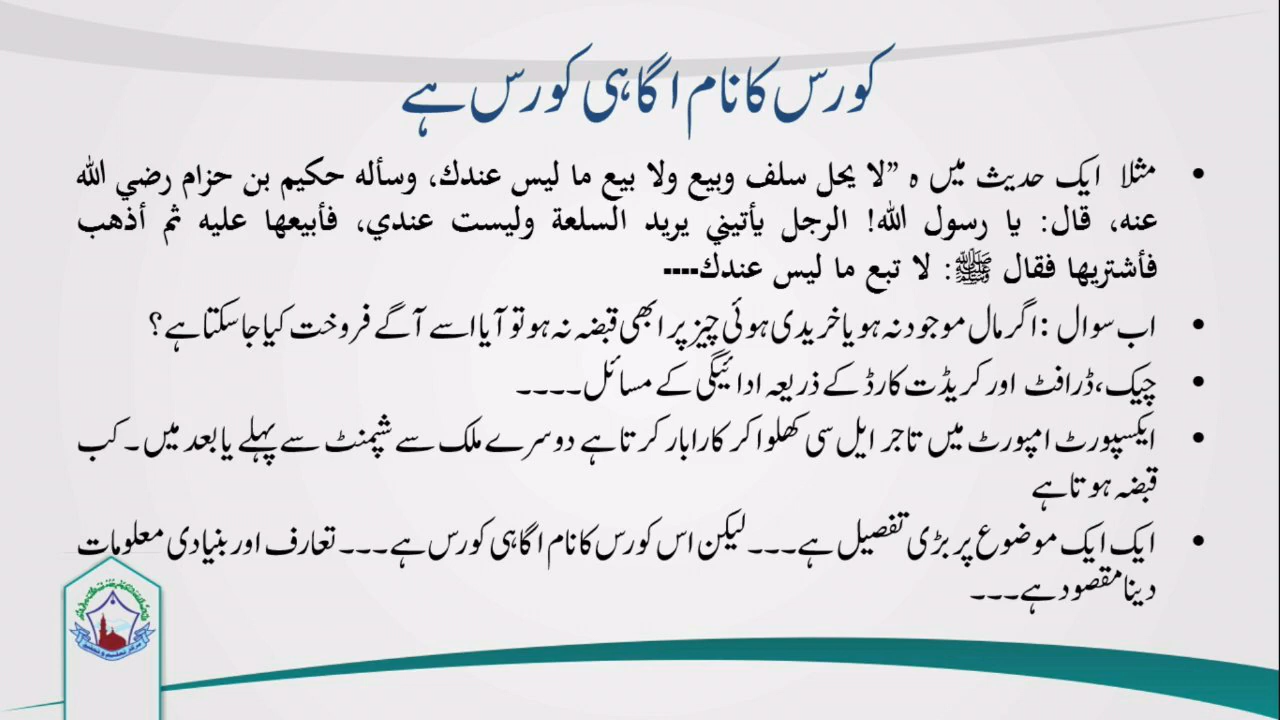 کورس کا نام اگاہی کورس ہے
• مثلا ایک حدیث میں ہ ”لا يحل سلف وبيع ولا بيع ما ليس عندك، وسأله حكيم بن حزام رضي الله
عنه، قال: يا رسول الله! الرجل يأتيني يريد السلعة وليست عندي، فأبيعها عليه ثم أذهب
فأشتريها فقال ﷺ: لا تبع ما ليس عندك----
• اب سوال :اگر مال موجود نہ ہو یا خریدی ہوئی چیز پر ابھی قبضہ نہ ہو تو آیا اسے آگے فروخت کیا جاسکتا ہے؟
• چیک،ڈرافٹ اور کریڈٹ کارڈ کے ذریعہ ادائیگی کے مسائل۔۔۔۔
• ایکسپورٹ امپورٹ میں تاجر ایل سی کھلوا کر کارابار کرتا ہے دوسرے ملک سے شپمنٹ سے پہلے یا بعد میں۔ کب
قبضہ ہوتا ہے
• ایک ایک موضوع پر بڑی تفصیل ہے۔۔۔ لیکن اس کورس کا نام اگاہی کورس ہے۔۔۔ تعارف اور بنیادی معلومات
دینا مقصود ہے۔۔۔